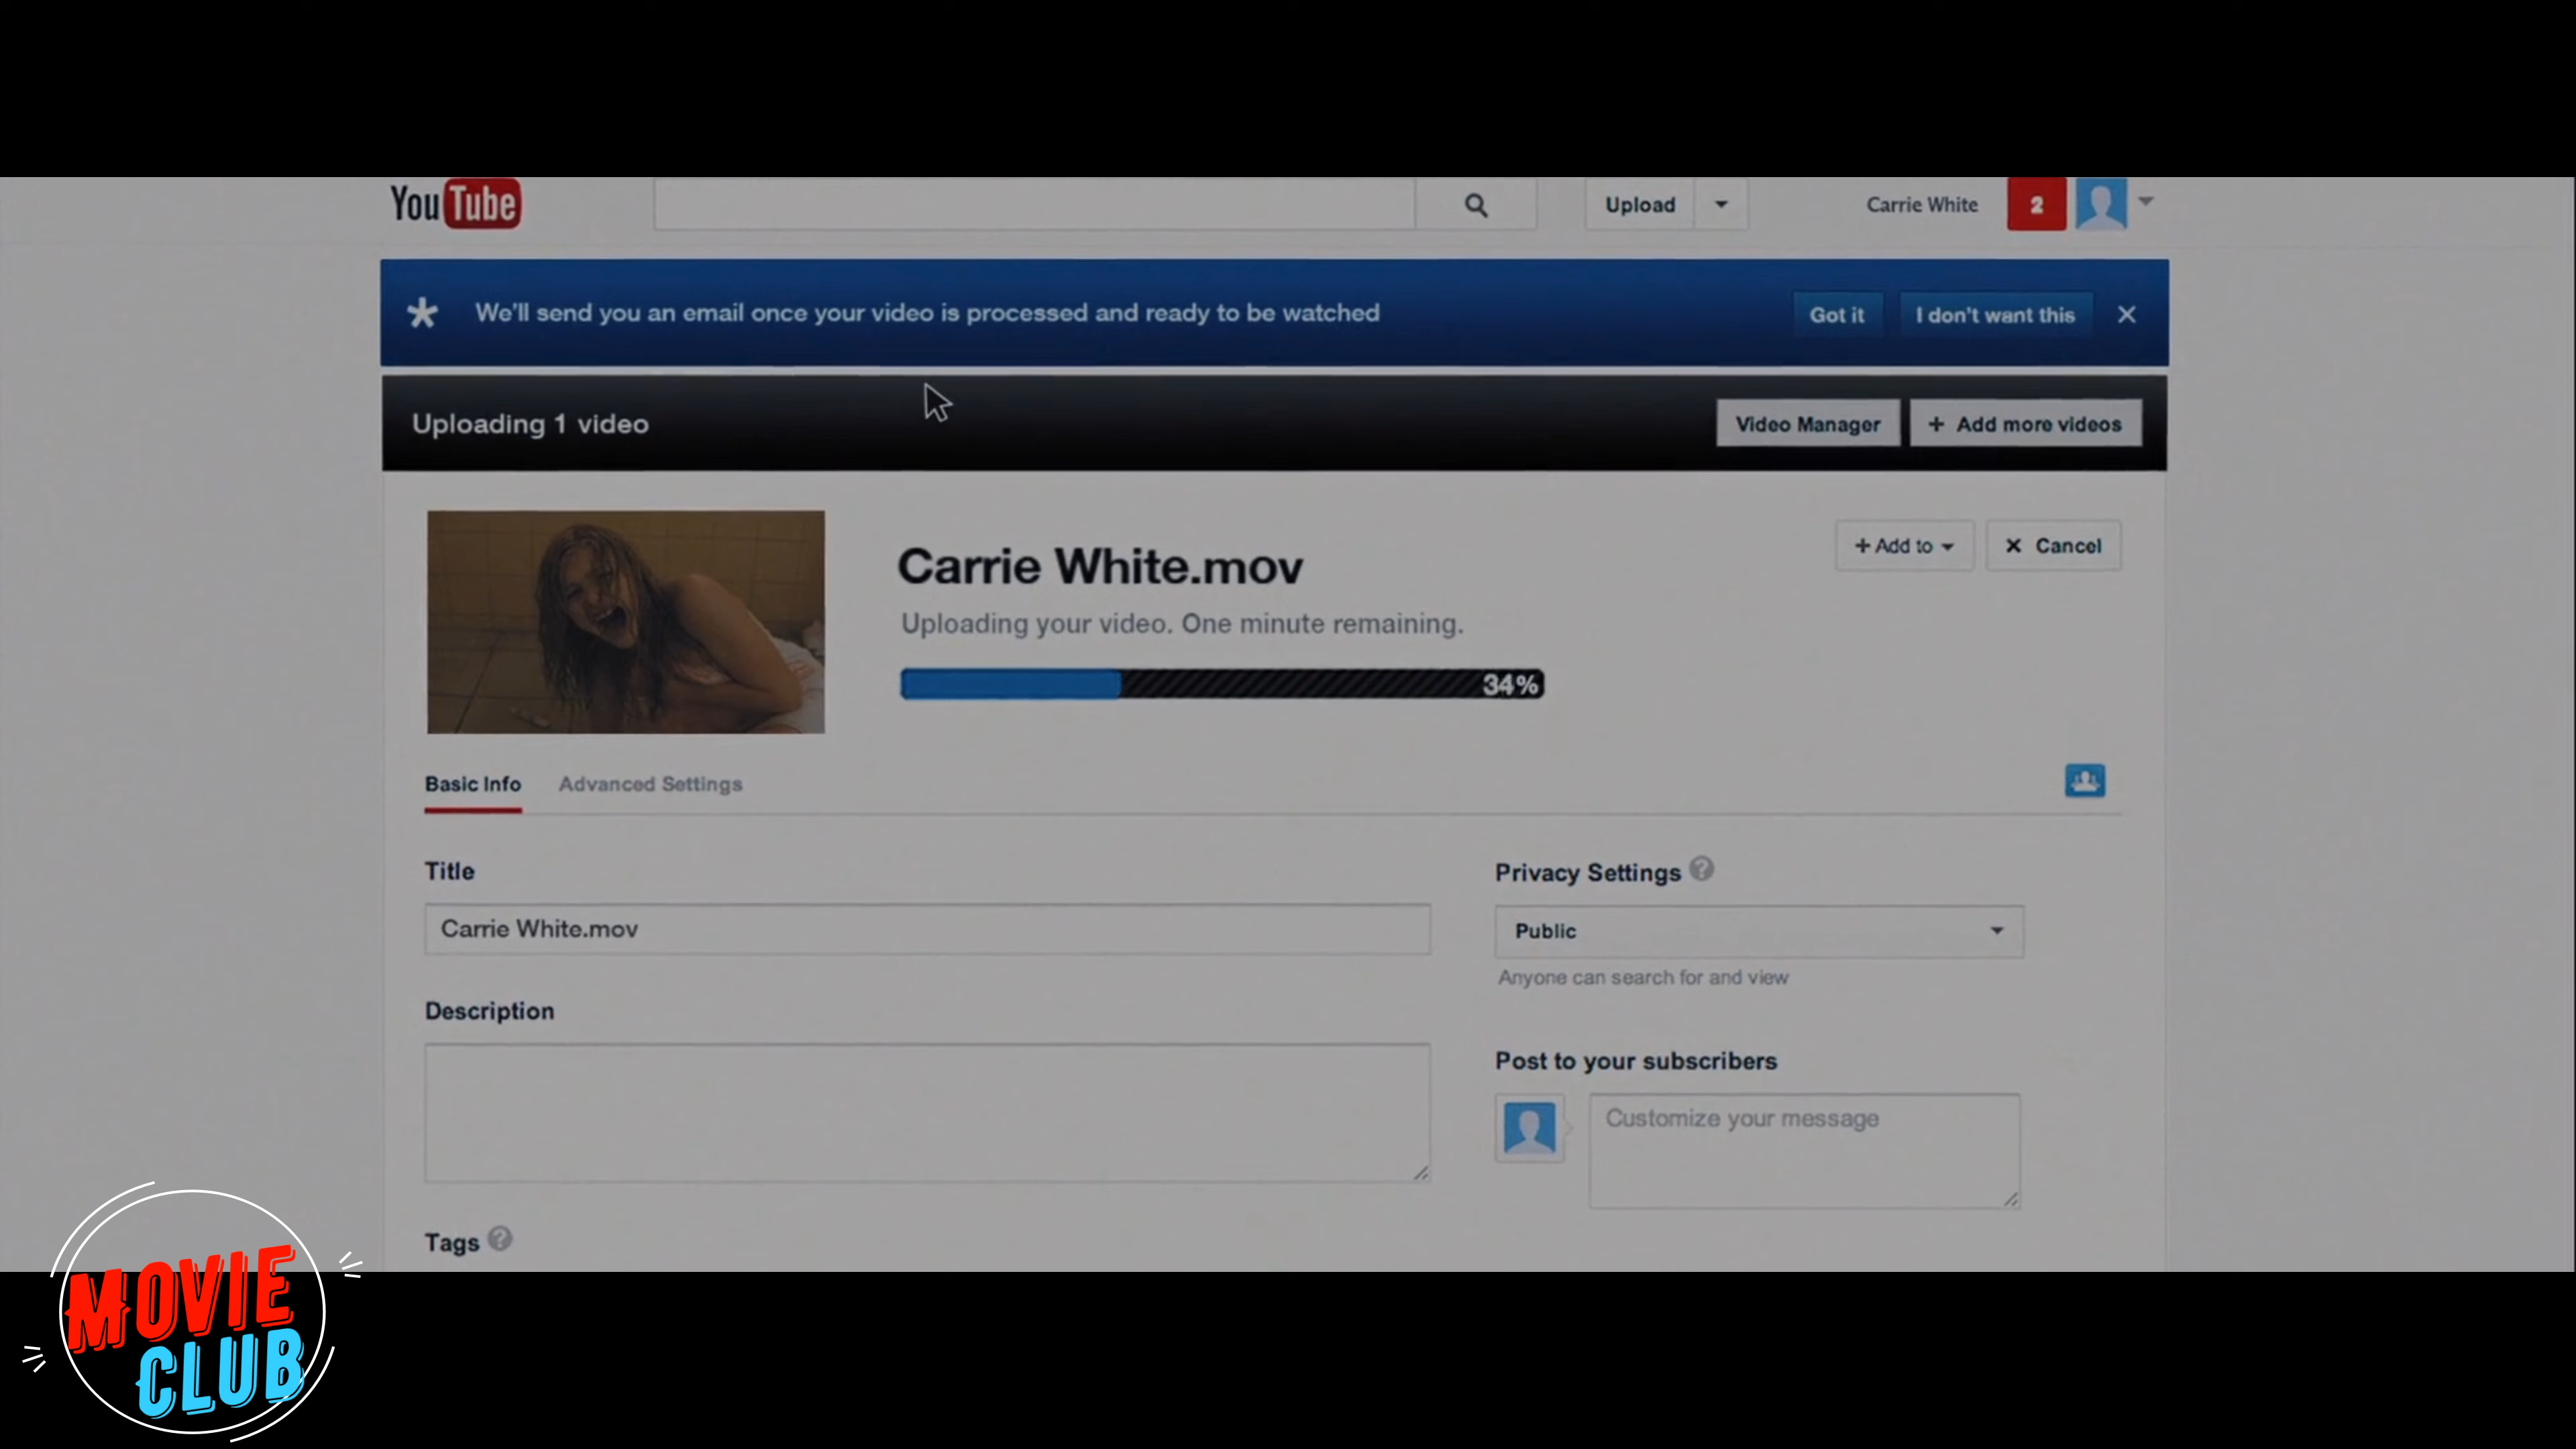 YouTube
Upload
Carrie White
2
We'll send you an email once your video is processed and ready to be watched
Got it
I don't want this
Uploading 1 video
Video Manager
+ Add more videos
Carrie White.mov
+ Add to
Cancel
Uploading your video. One minute remaining.
34%
Basic Info
Advanced Settings
Title
Privacy Settings ?
Carrie White.mov
Public
Anyone can search for and view
Description
Post to your subscribers
Customize your message
Tags ?
MOVIE
CLUB